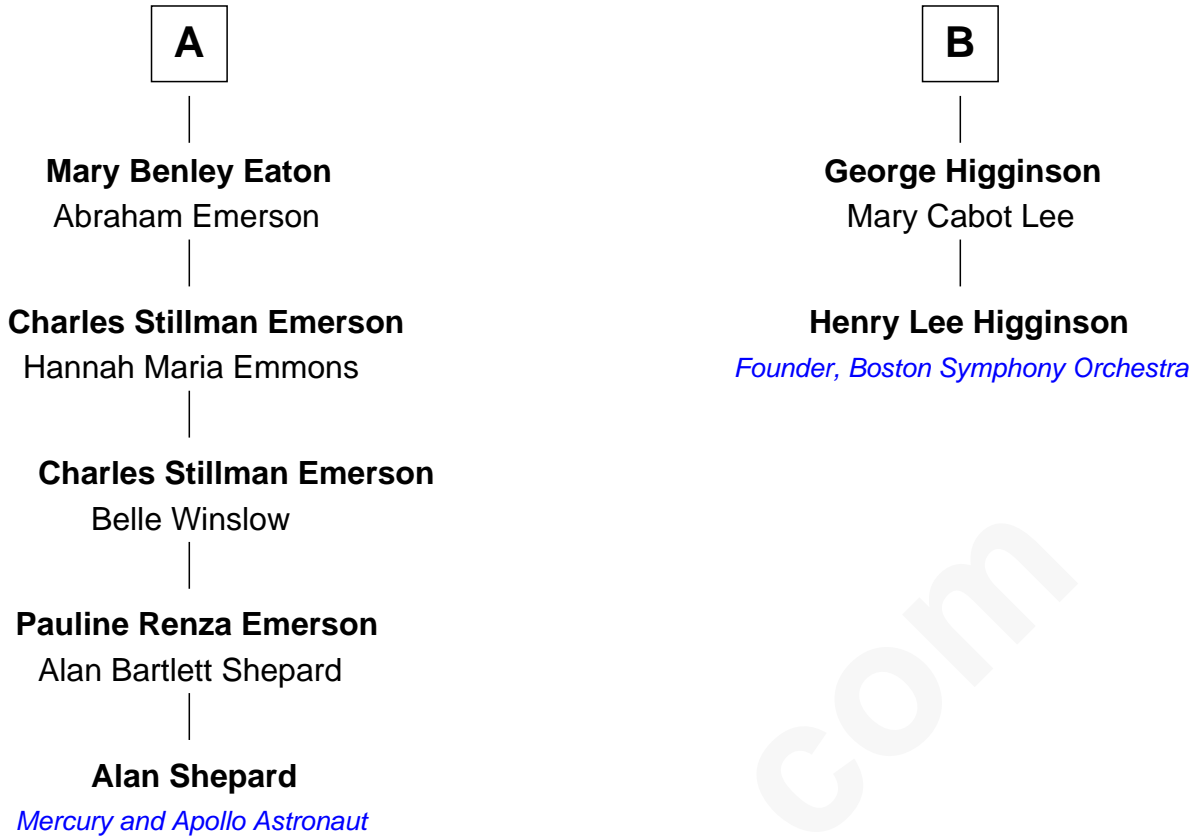 A
Mary Benley Eaton
Abraham Emerson
Charles Stillman Emerson
Hannah Maria Emmons
Charles Stillman Emerson
Belle Winslow
Pauline Renza Emerson
Alan Bartlett Shepard
Alan Shepard
Mercury and Apollo Astronaut
B
George Higginson
Mary Cabot Lee
Henry Lee Higginson
Founder, Boston Symphony Orchestra
com